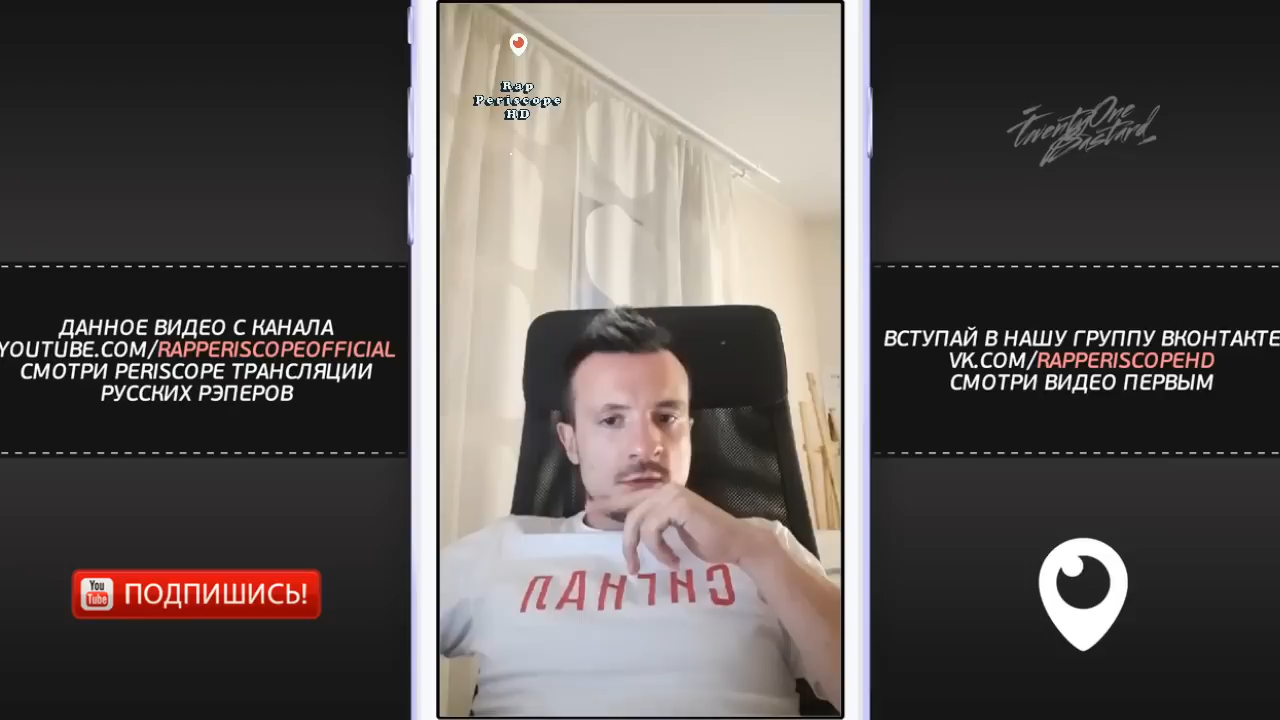 Rap
Periscope
HD
TwentyOne
Bastard
ДАННОЕ ВИДЕО С КАНАЛА
YOUTUBE.COM/RAPPERISCOPEOFFICIAL
СМОТРИ PERISCOPE ТРАНСЛЯЦИИ
РУССКИХ РЭПЕРОВ
ВСТУПАЙ В НАШУ ГРУППУ ВКОНТАКТЕ
VK.COM/RAPPERISCOPEHD
СМОТРИ ВИДЕО ПЕРВЫМ
You
Tube
ПОДПИШИСЬ!